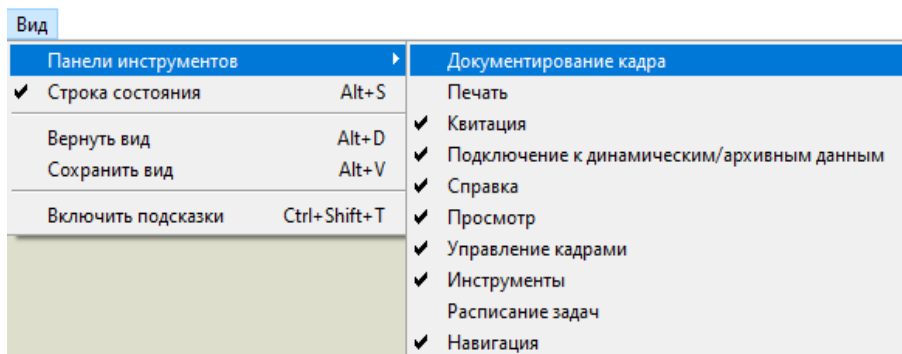 Вид
Панели инструментов
Строка состояния Alt+S
Вернуть вид Alt+D
Сохранить вид Alt+V
Включить подсказки Ctrl+Shift+T
Документирование кадра
Печать
Квитация
Подключение к динамическим/архивным данным
Справка
Просмотр
Управление кадрами
Инструменты
Расписание задач
Навигация